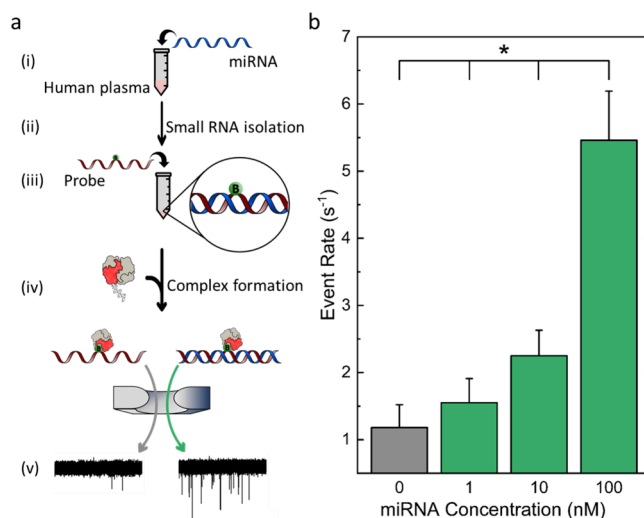 a
(i)
miRNA
Human plasma
(ii)
Small RNA isolation
B
(iii)
Probe
B
(iv)
Complex formation
B
B
(v)
b
*
7
6
5
4
3
2
1
Event Rate (s⁻¹)
0
1
10
100
miRNA Concentration (nM)